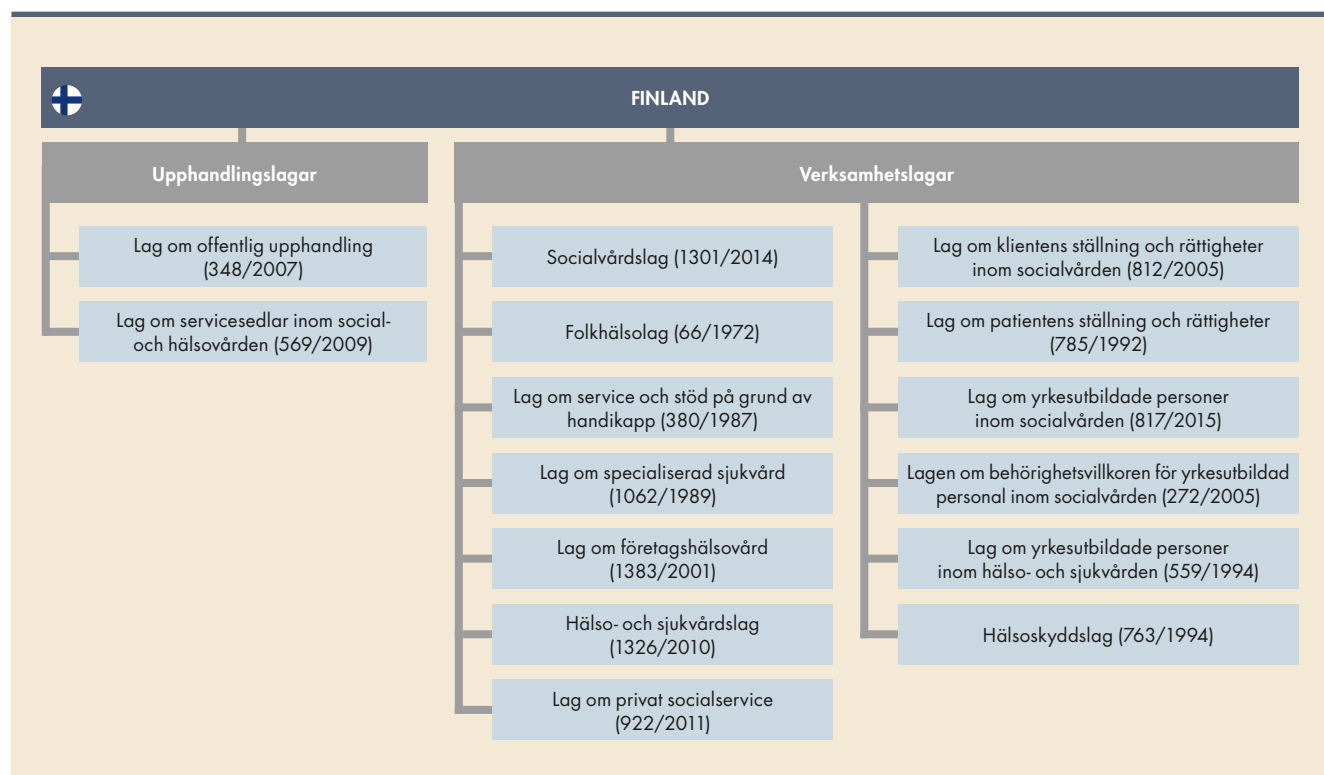 FINLAND
Upphandlingslagar
Lag om offentlig upphandling
(348/2007)
Lag om servicesedlar inom social-
och hälsovården (569/2009)
Verksamhetslagar
Socialvårdslag (1301/2014)
Folkhälsolag (66/1972)
Lag om service och stöd på grund av
handikapp (380/1987)
Lag om specialiserad sjukvård
(1062/1989)
Lag om företagshälsovård
(1383/2001)
Hälso- och sjukvårdslag
(1326/2010)
Lag om privat socialservice
(922/2011)
Lag om klientens ställning och rättigheter
inom socialvården (812/2005)
Lag om patientens ställning och rättigheter
(785/1992)
Lag om yrkesutbildade personer
inom socialvården (817/2015)
Lagen om behörighetsvillkoren för yrkesutbildad
personal inom socialvården (272/2005)
Lag om yrkesutbildade personer
inom hälso- och sjukvården (559/1994)
Hälsoskyddslag (763/1994)